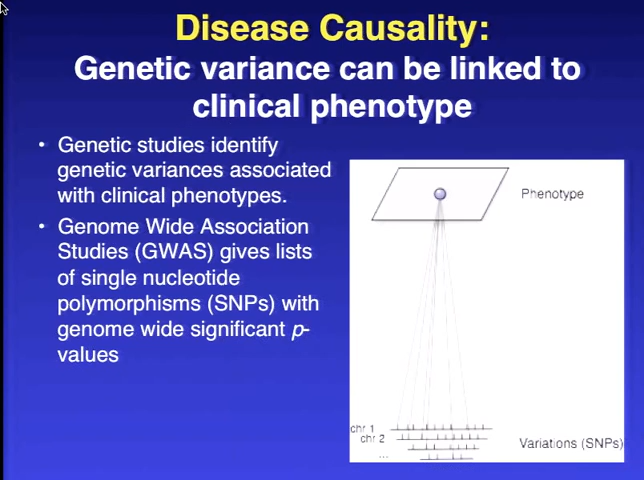 Disease Causality:
Genetic variance can be linked to
clinical phenotype
• Genetic studies identify
genetic variances associated
with clinical phenotypes.
• Genome Wide Association
Studies (GWAS) gives lists
of single nucleotide
polymorphisms (SNPs) with
genome wide significant p-
values
Phenotype
chr 1
chr 2
...
Variations (SNPs)